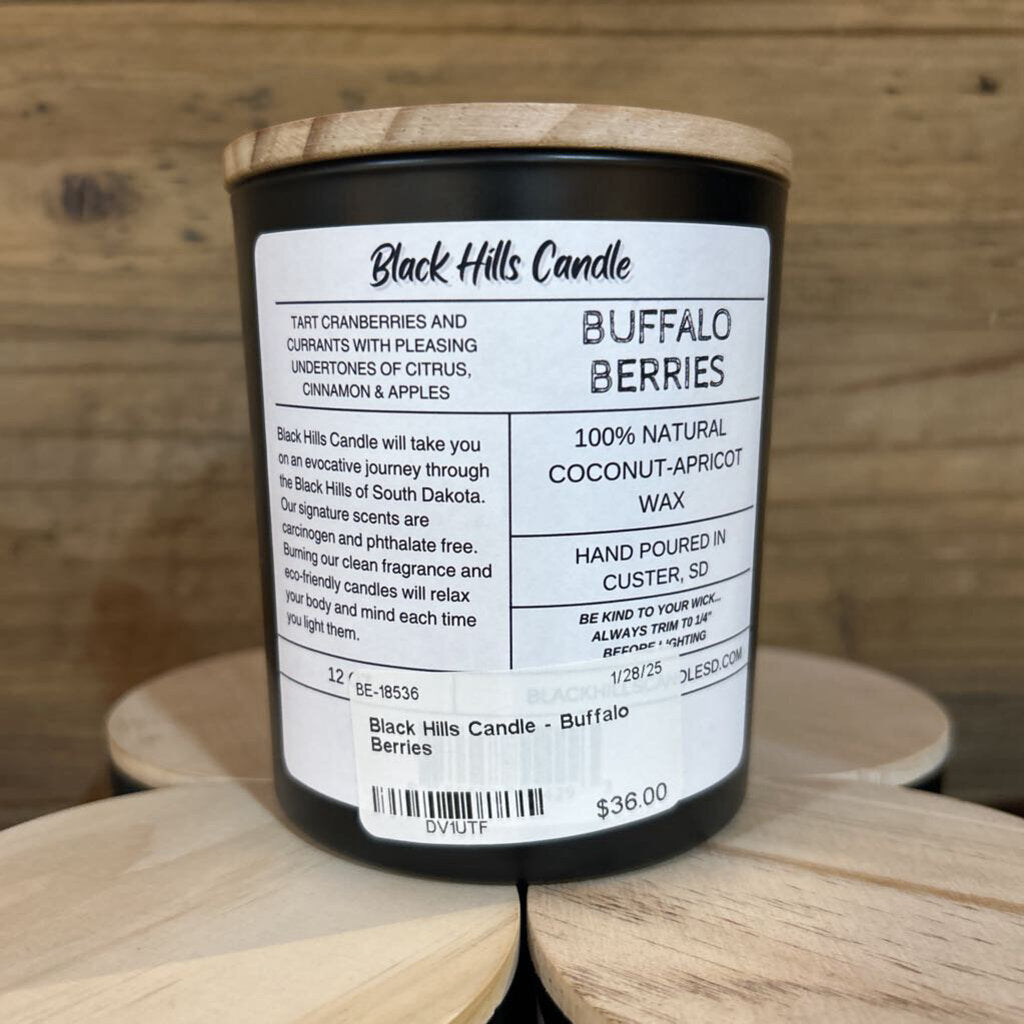 Black Hills Candle
TART CRANBERRIES AND
CURRANTS WITH PLEASING
UNDERTONES OF CITRUS,
CINNAMON & APPLES
BUFFALO
BERRIES
Black Hills Candle will take you
on an evocative journey through
the Black Hills of South Dakota.
Our signature scents are
carcinogen and phthalate free.
Burning our clean fragrance and
eco-friendly candles will relax
your body and mind each time
you light them.
100% NATURAL
COCONUT-APRICOT
WAX
HAND POURED IN
CUSTER, SD
BE KIND TO YOUR WICK...
ALWAYS TRIM TO 1/4"
BEFORE LIGHTING
12
BLACKHILLSCANDLESD.COM
BE-18536
1/28/25
Black Hills Candle - Buffalo
Berries
DV1UTF
$36.00